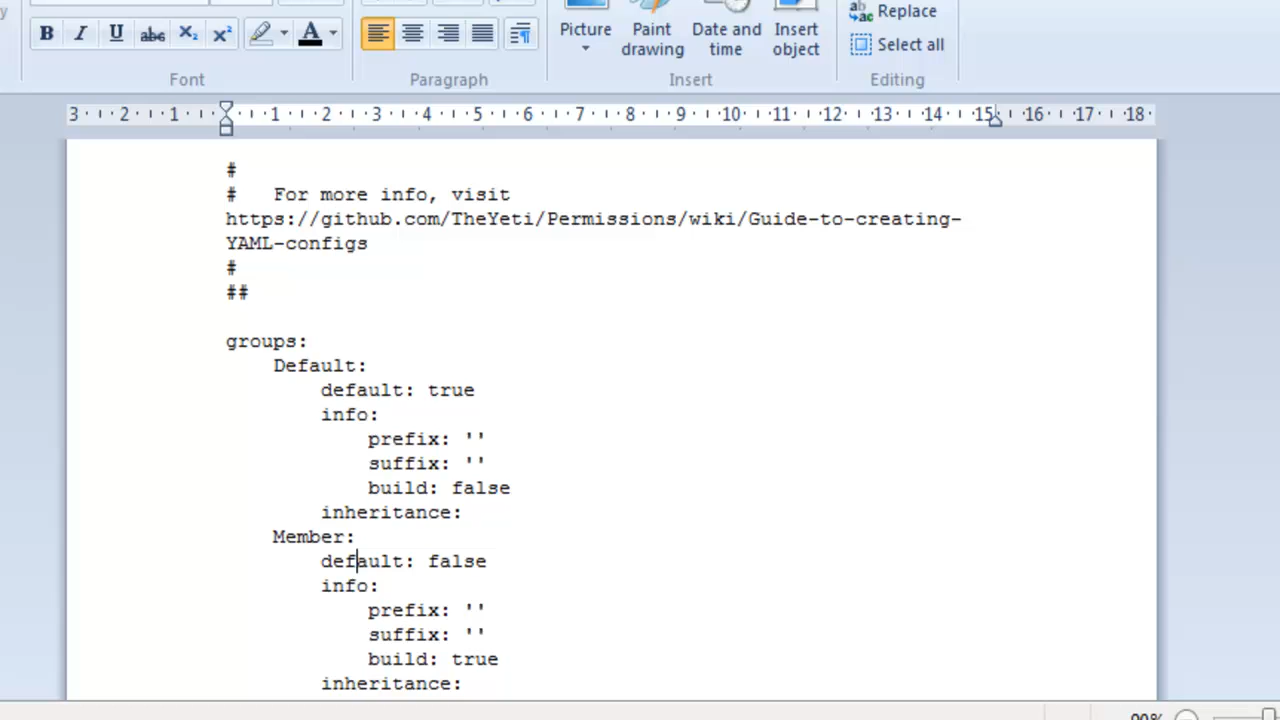 Replace
B I U abc X₂ X² A
Picture
Paint drawing
Date and time
Insert object
Select all
Font
Paragraph
Insert
Editing
3 2 1 1 2 3 4 5 6 7 8 9 10 11 12 13 14 15 16 17 18
#
# For more info, visit
https://github.com/TheYeti/Permissions/wiki/Guide-to-creating-
YAML-configs
#
##
groups:
Default:
default: true
info:
prefix: ''
suffix: ''
build: false
inheritance:
Member:
default: false
info:
prefix: ''
suffix: ''
build: true
inheritance: